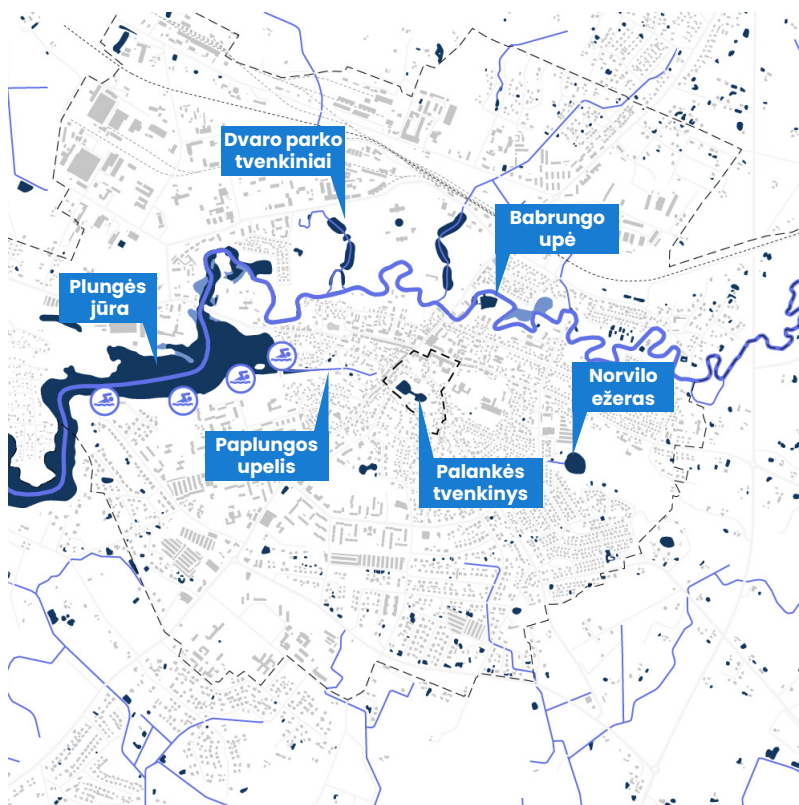 Dvaro parko
tvenkiniai
Babrungo
upė
Plungės
jūra
Norvilo
ežeras
Paplungos
upelis
Palankės
tvenkinys